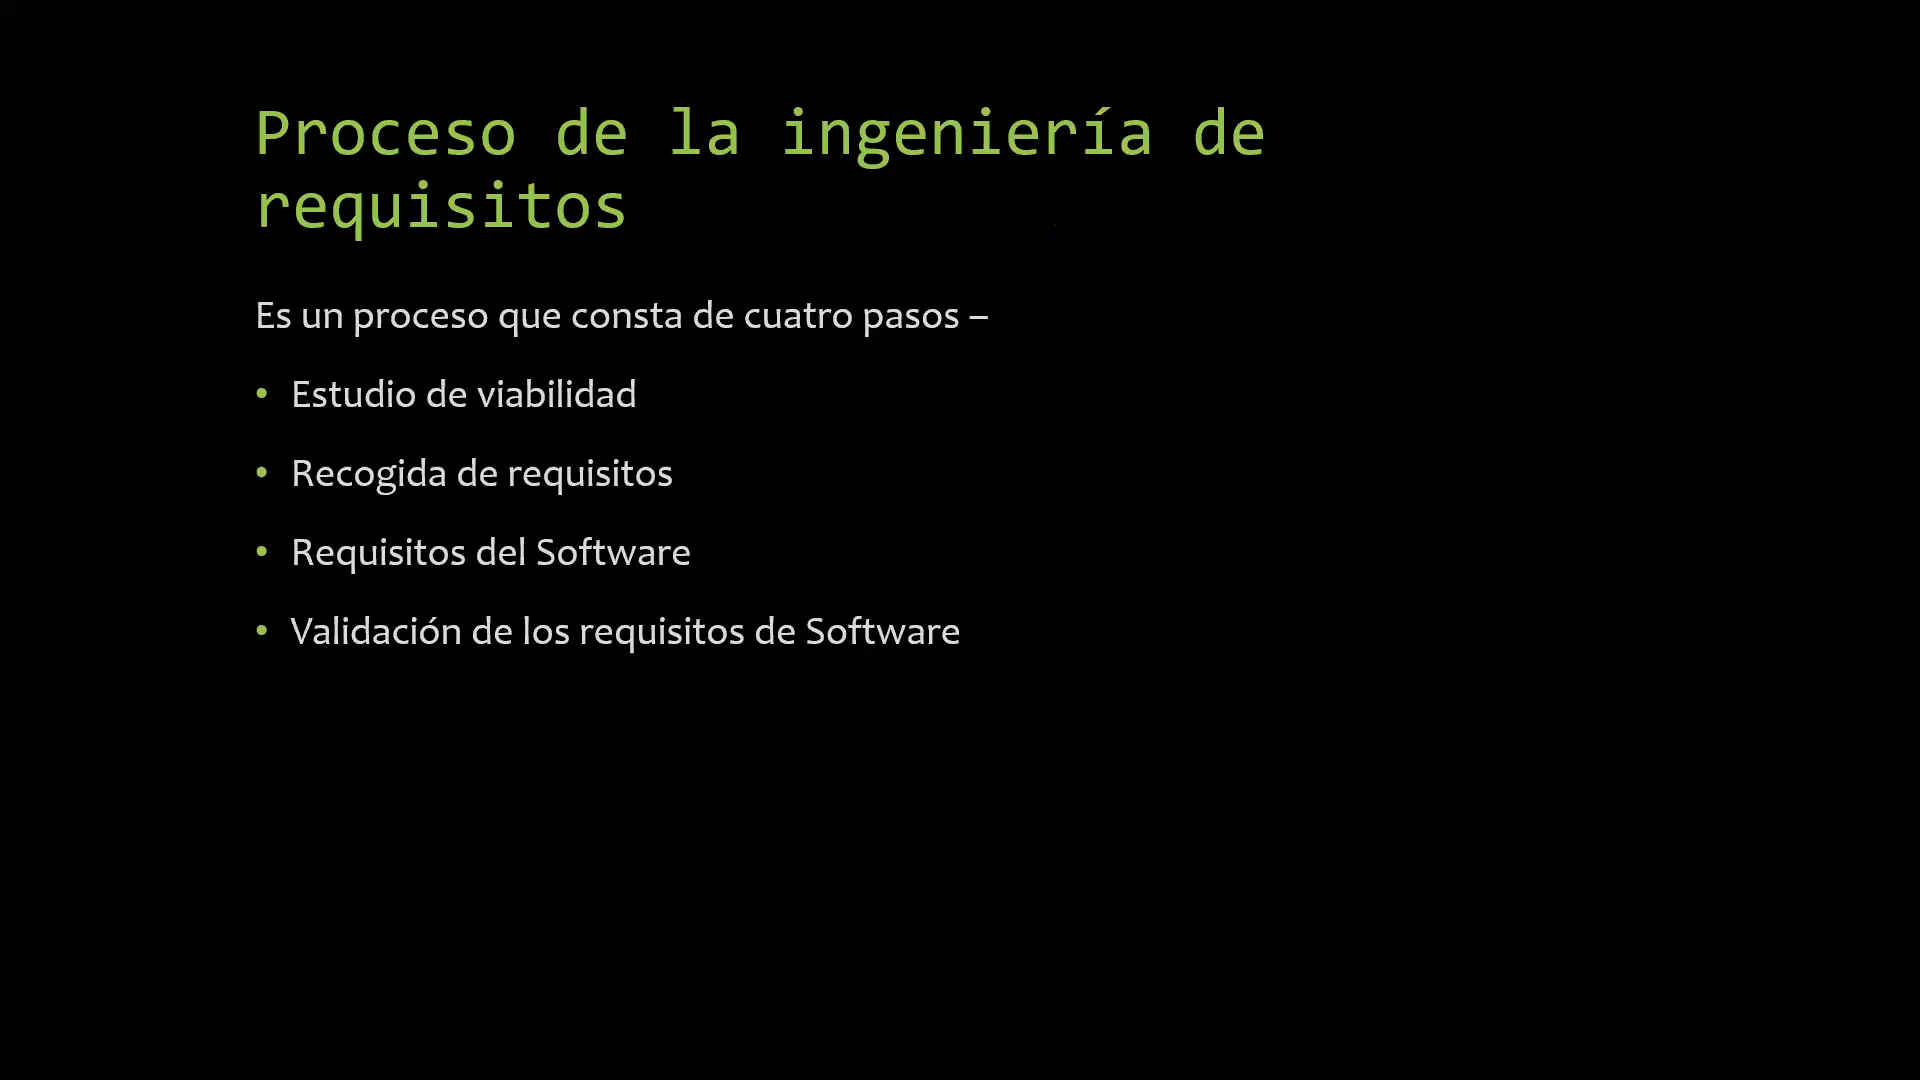 Proceso de la ingeniería de
requisitos
Es un proceso que consta de cuatro pasos –
• Estudio de viabilidad
• Recogida de requisitos
• Requisitos del Software
• Validación de los requisitos de Software